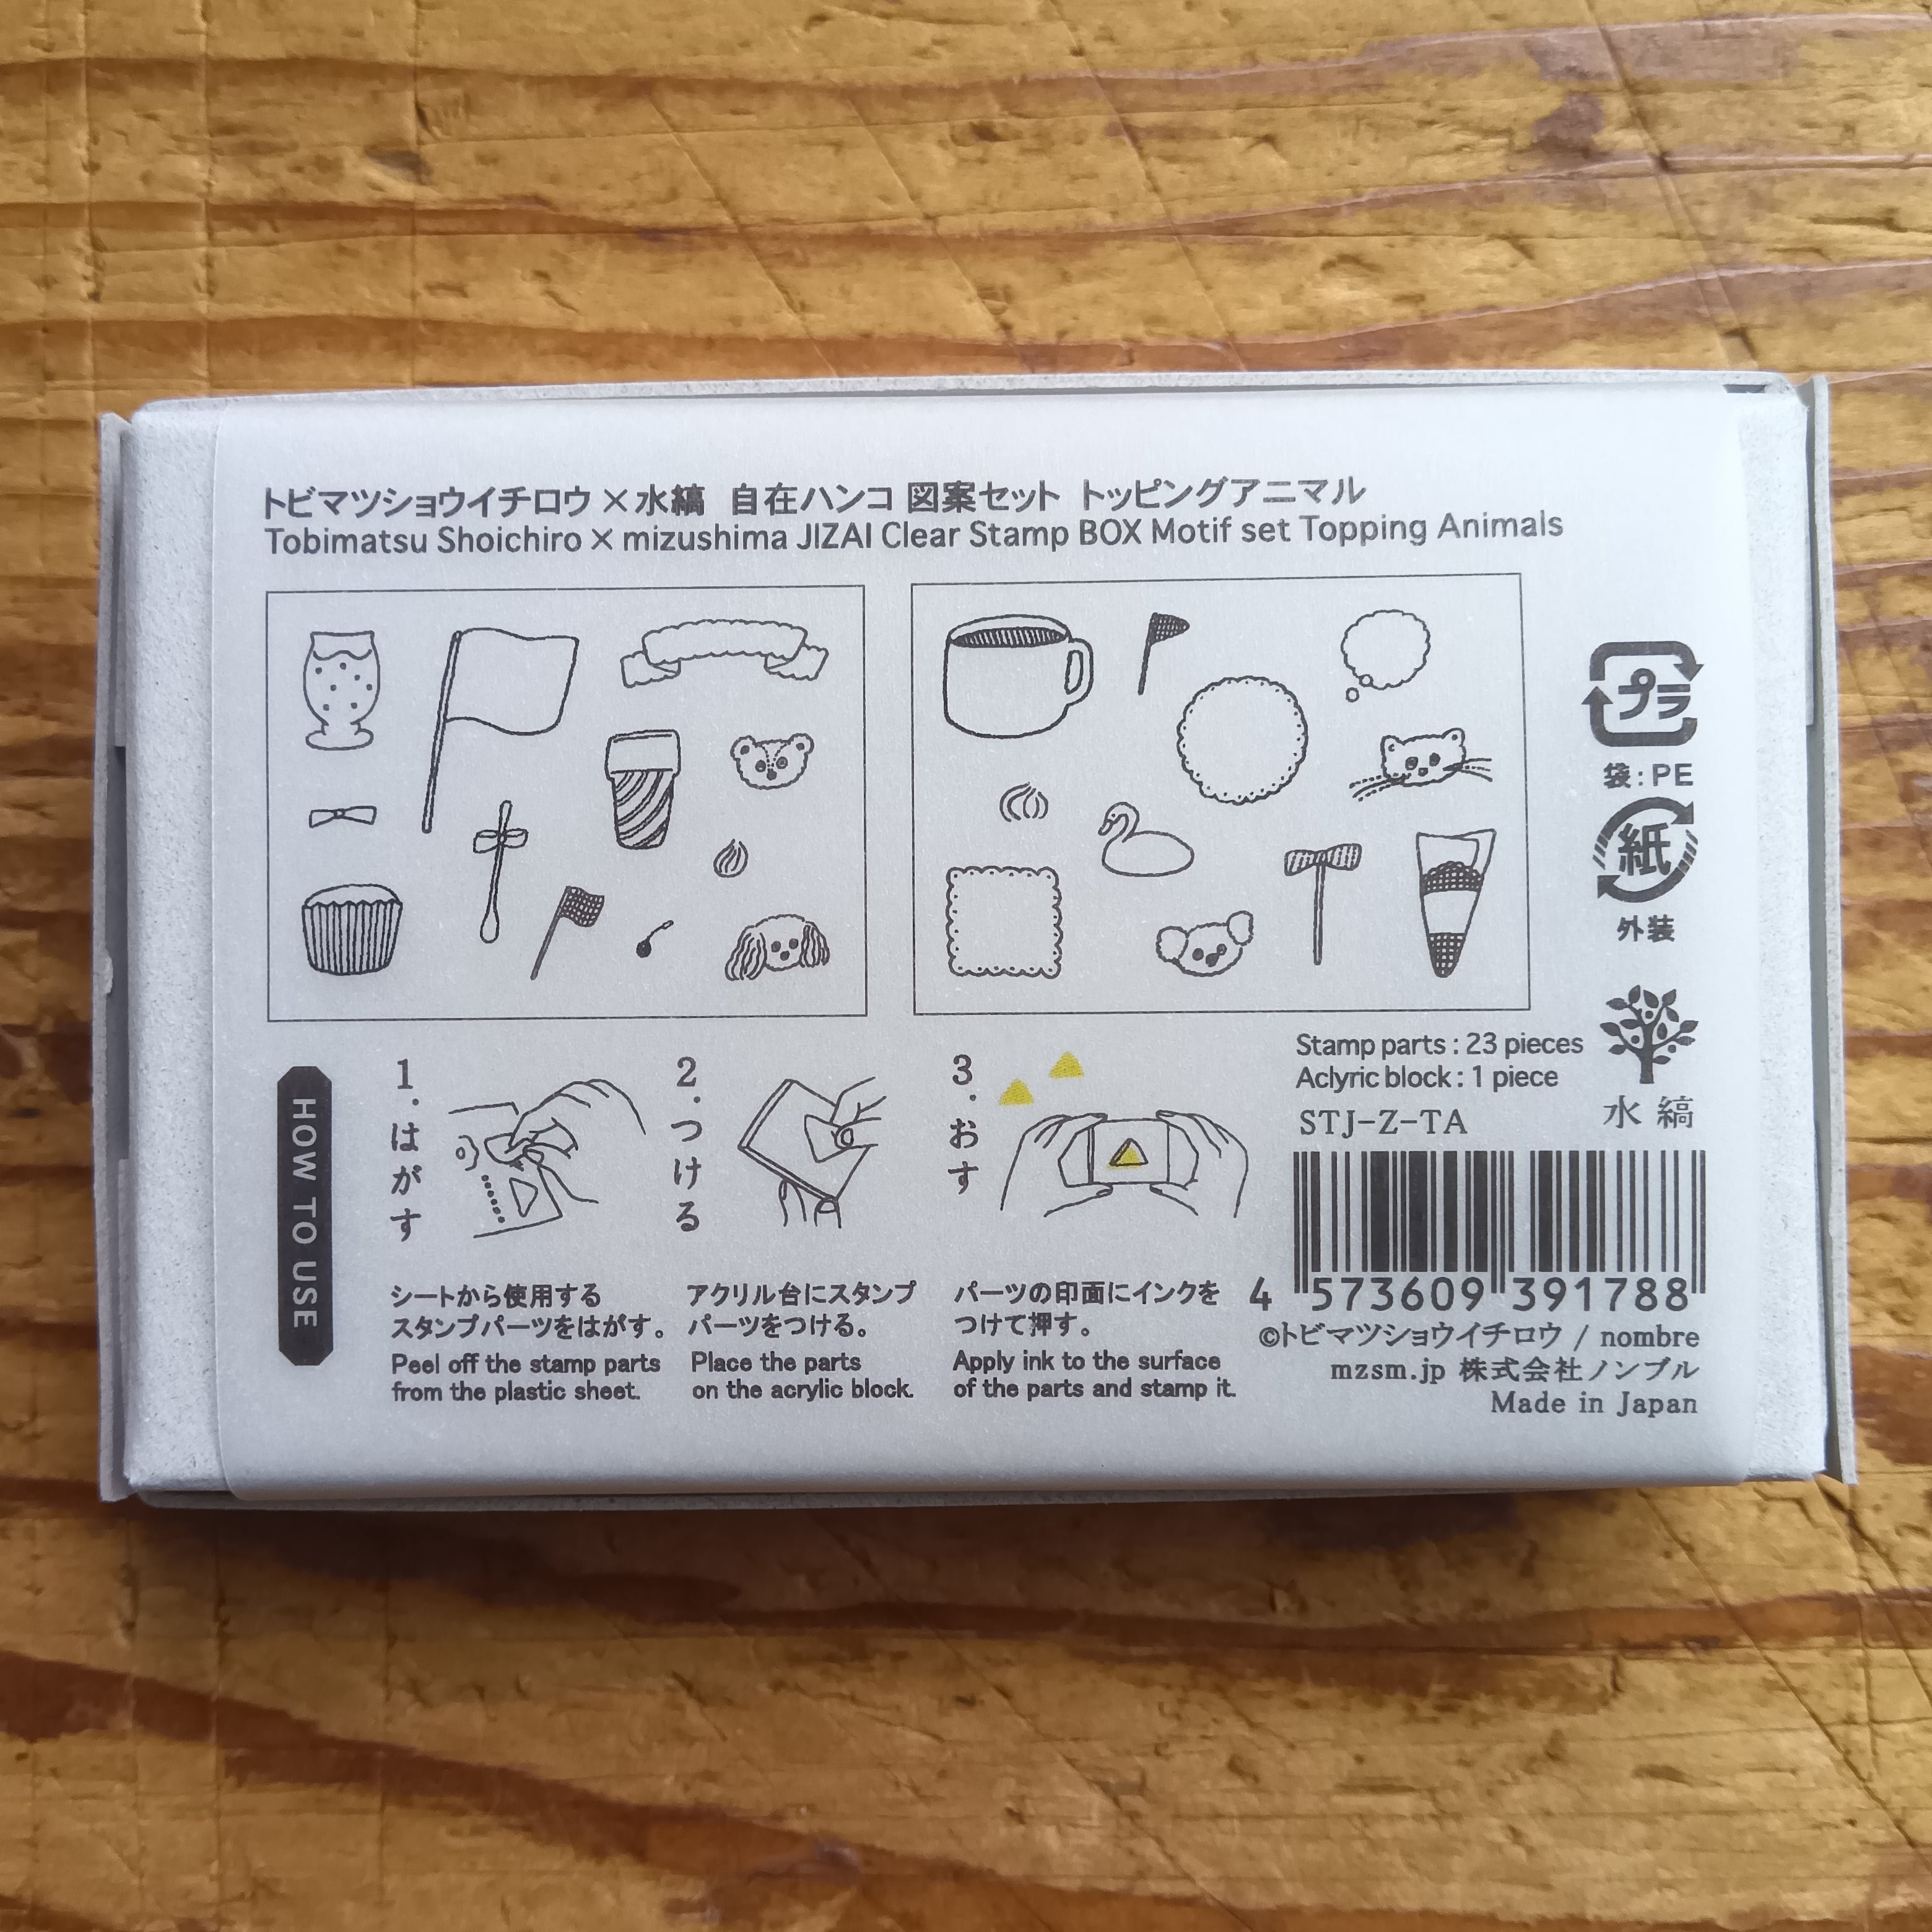 トビマツショウイチロウ×水縞 自在ハンコ 図案セット トッピングアニマル
Tobimatsu Shoichiro×mizushima JIZAI Clear Stamp BOX Motif set Topping Animals
プラ
袋:PE
紙
外装
水縞
Stamp parts : 23 pieces
Aclyric block : 1 piece
STJ-Z-TA
HOW TO USE
1.はがす
シートから使用する
スタンプパーツをはがす。
Peel off the stamp parts
from the plastic sheet.
2.つける
アクリル台にスタンプ
パーツをつける。
Place the parts
on the acrylic block.
3.おす
パーツの印面にインクを
つけて押す。
Apply ink to the surface
of the parts and stamp it.
4 573609 391788
©トビマツショウイチロウ / nombre
mzsm.jp 株式会社ノンブル
Made in Japan